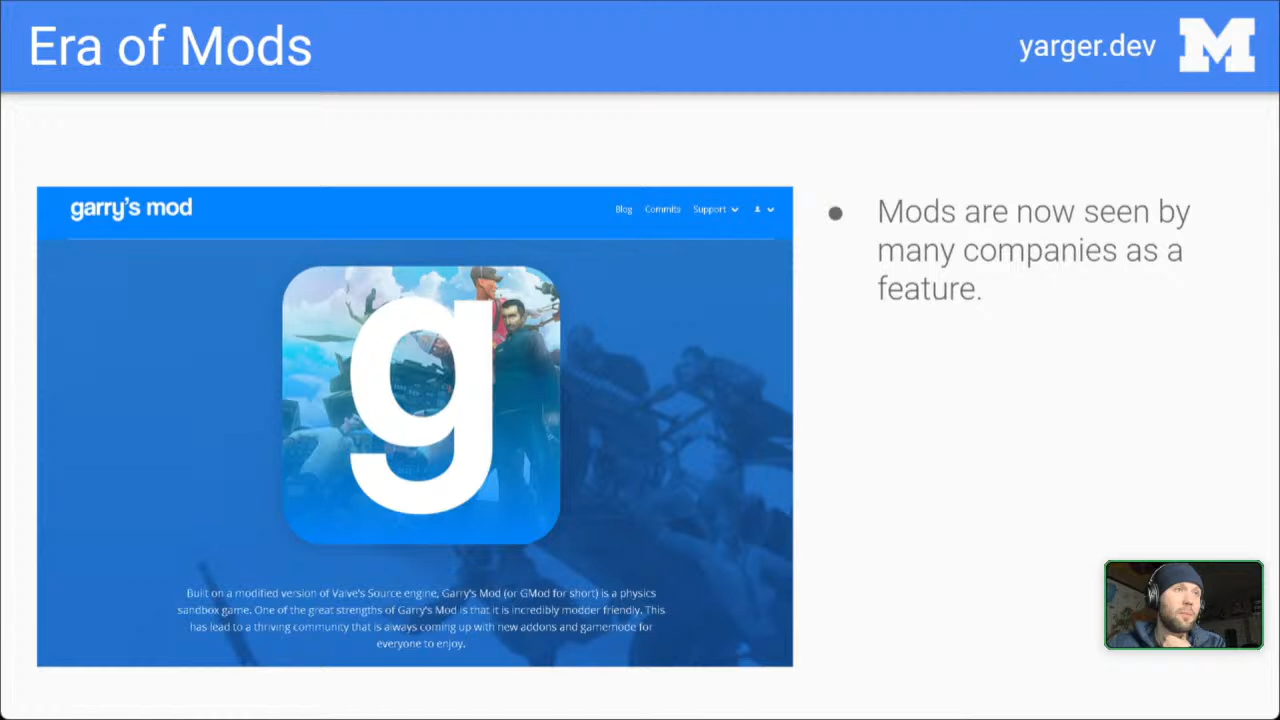 Era of Mods
yarger.dev
M
garry's mod
Blog Commits Support
g
Built on a modified version of Valve's Source engine, Garry's Mod (or GMod for short) is a physics
sandbox game. One of the great strengths of Garry's Mod is that it is incredibly modder friendly. This
has lead to a thriving community that is always coming up with new addons and gamemode for
everyone to enjoy.
● Mods are now seen by
many companies as a
feature.